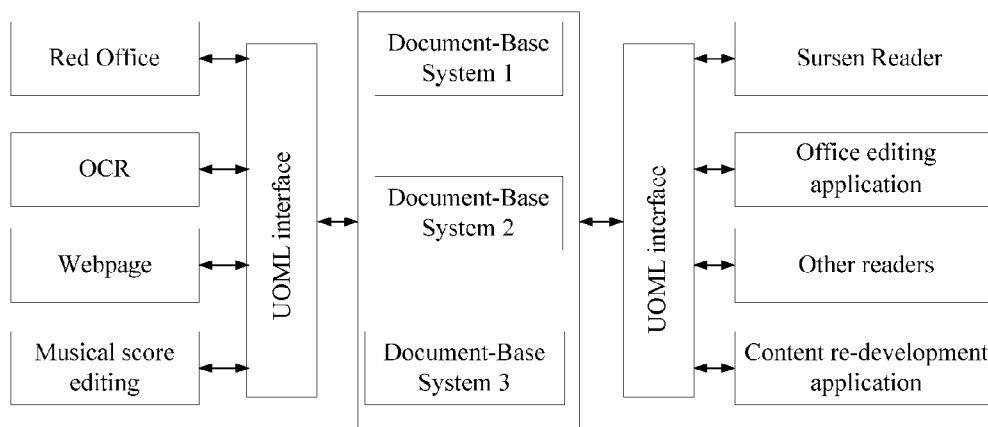 Red Office
OCR
Webpage
Musical score
editing
UOML interface
Document-Base
System 1
Document-Base
System 2
Document-Base
System 3
UOML interface
Sursen Reader
Office editing
application
Other readers
Content re-development
application